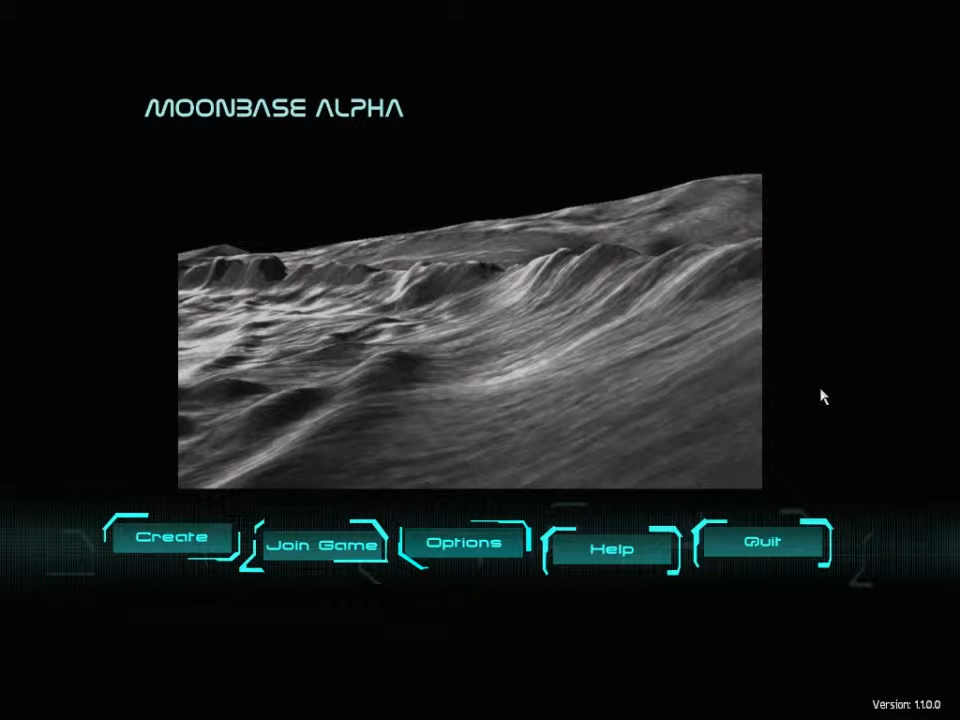 MOONBASE ALPHA
Create
Join Game
Options
Help
Quit
Version: 1.1.0.0